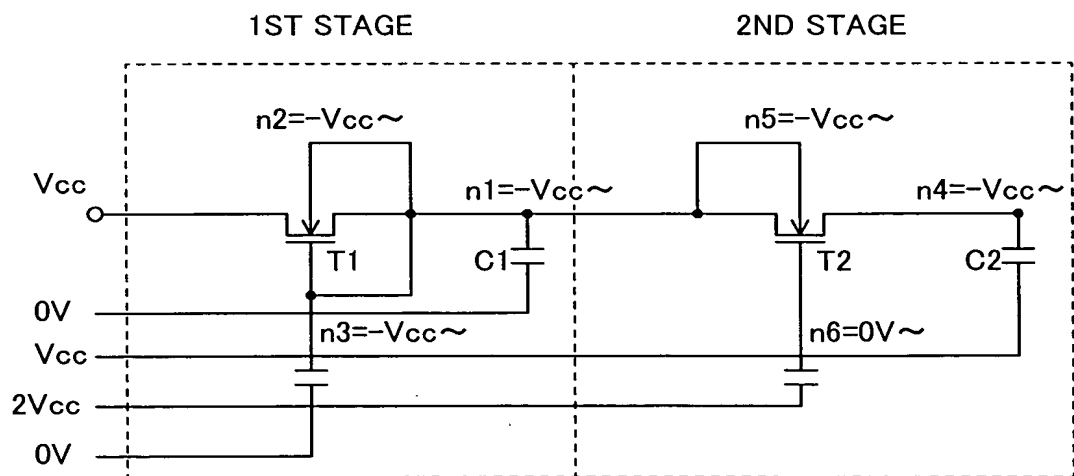 1ST STAGE 2ND STAGE
n2=-Vcc～ n5=-Vcc～
Vcc n1=-Vcc～ n4=-Vcc～
T1 C1 T2 C2
0V n3=-Vcc～ n6=0V～
Vcc
2Vcc
0V